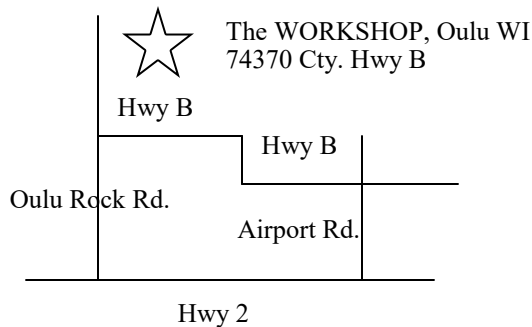 The WORKSHOP, Oulu WI
74370 Cty. Hwy B
Hwy B
Hwy B
Oulu Rock Rd.
Airport Rd.
Hwy 2